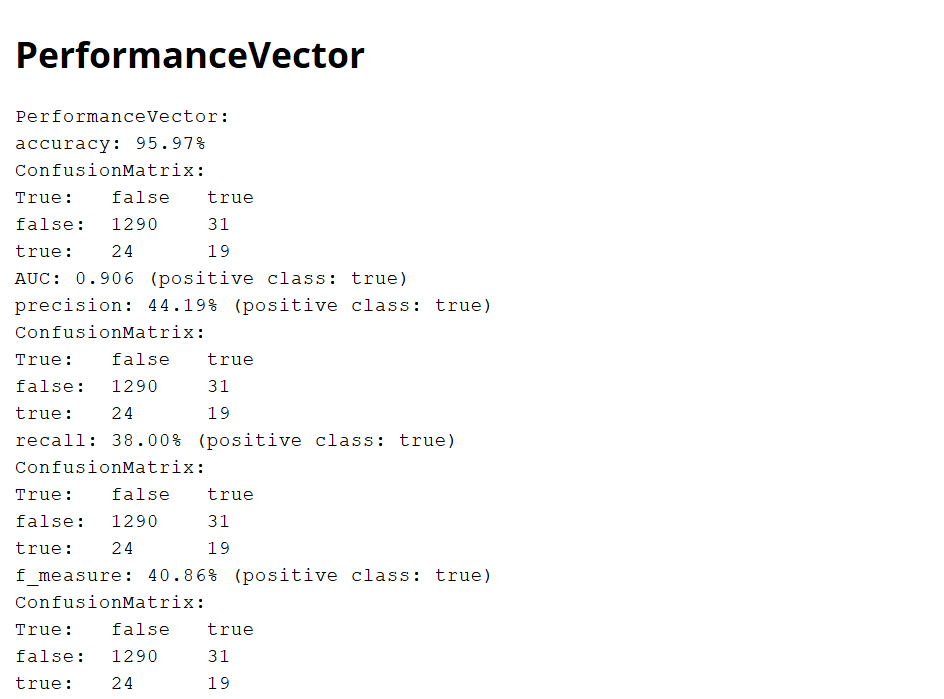 PerformanceVector
PerformanceVector:
accuracy: 95.97%
ConfusionMatrix:
True:   false   true
false:  1290    31
true:   24      19
AUC: 0.906 (positive class: true)
precision: 44.19% (positive class: true)
ConfusionMatrix:
True:   false   true
false:  1290    31
true:   24      19
recall: 38.00% (positive class: true)
ConfusionMatrix:
True:   false   true
false:  1290    31
true:   24      19
f_measure: 40.86% (positive class: true)
ConfusionMatrix:
True:   false   true
false:  1290    31
true:   24      19